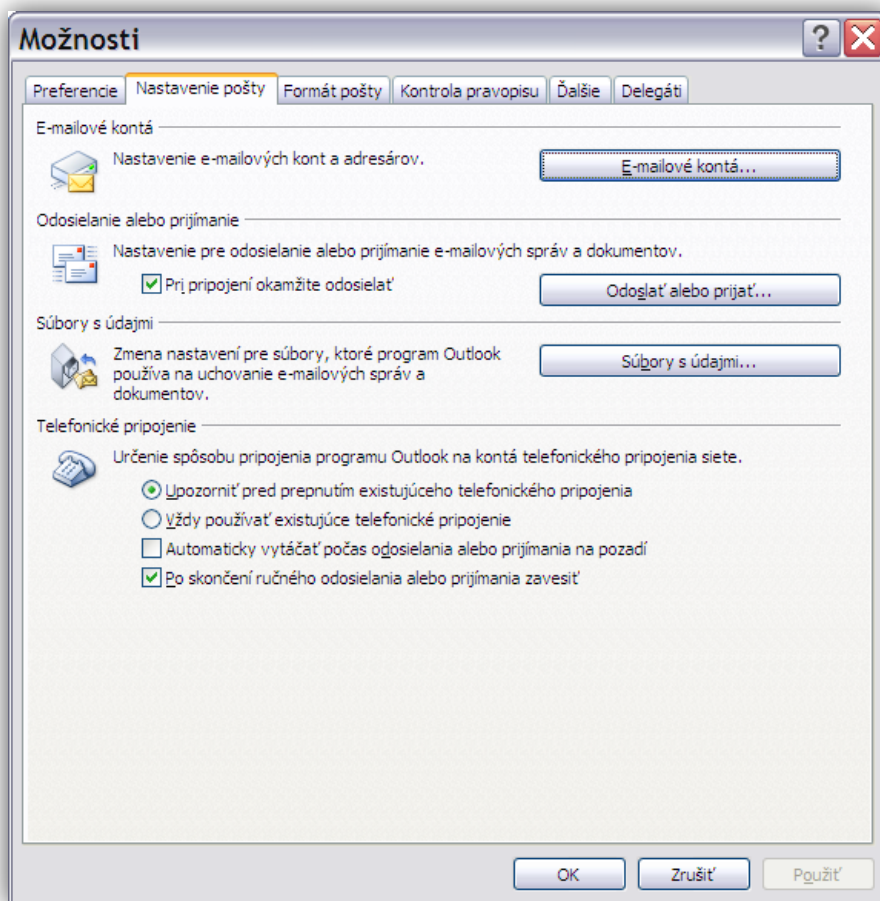 Možnosti
Preferencie Nastavenie pošty Formát pošty Kontrola pravopisu Ďalšie Delegáti
E-mailové kontá
Nastavenie e-mailových kont a adresárov.
E-mailové kontá...
Odosielanie alebo prijímanie
Nastavenie pre odosielanie alebo prijímanie e-mailových správ a dokumentov.
Pri pripojení okamžite odosielať
Odoslať alebo prijať...
Súbory s údajmi
Zmena nastavení pre súbory, ktoré program Outlook
používa na uchovanie e-mailových správ a
dokumentov.
Súbory s údajmi...
Telefonické pripojenie
Určenie spôsobu pripojenia programu Outlook na kontá telefonického pripojenia siete.
Upozorniť pred prepnutím existujúceho telefonického pripojenia
Vždy používať existujúce telefonické pripojenie
Automaticky vytáčať počas odosielania alebo prijímania na pozadí
Po skončení ručného odosielania alebo prijímania zavesiť
OK Zrušiť Použiť